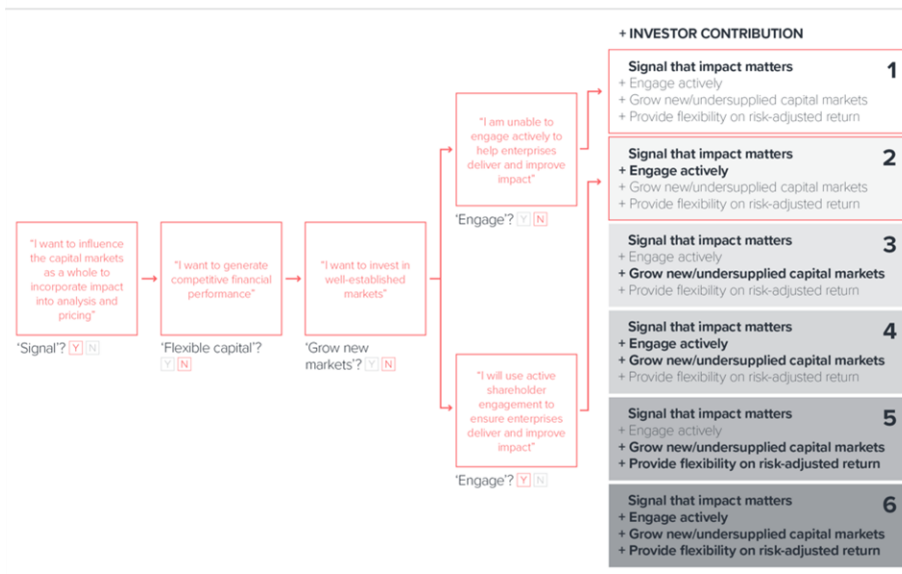 + INVESTOR CONTRIBUTION
"I want to influence
the capital markets
as a whole to
incorporate impact
into analysis and
pricing"
'Signal'? Y N
"I want to generate
competitive financial
performance"
'Flexible capital'?
Y N
"I want to invest in
well-established
markets"
'Grow new
markets'? Y N
"I am unable to
engage actively to
help enterprises
deliver and improve
impact"
'Engage'? Y N
"I will use active
shareholder
engagement to
ensure enterprises
deliver and improve
impact"
'Engage'? Y N
Signal that impact matters 1
+ Engage actively
+ Grow new/undersupplied capital markets
+ Provide flexibility on risk-adjusted return
Signal that impact matters 2
+ Engage actively
+ Grow new/undersupplied capital markets
+ Provide flexibility on risk-adjusted return
Signal that impact matters 3
+ Engage actively
+ Grow new/undersupplied capital markets
+ Provide flexibility on risk-adjusted return
Signal that impact matters 4
+ Engage actively
+ Grow new/undersupplied capital markets
+ Provide flexibility on risk-adjusted return
Signal that impact matters 5
+ Engage actively
+ Grow new/undersupplied capital markets
+ Provide flexibility on risk-adjusted return
Signal that impact matters 6
+ Engage actively
+ Grow new/undersupplied capital markets
+ Provide flexibility on risk-adjusted return